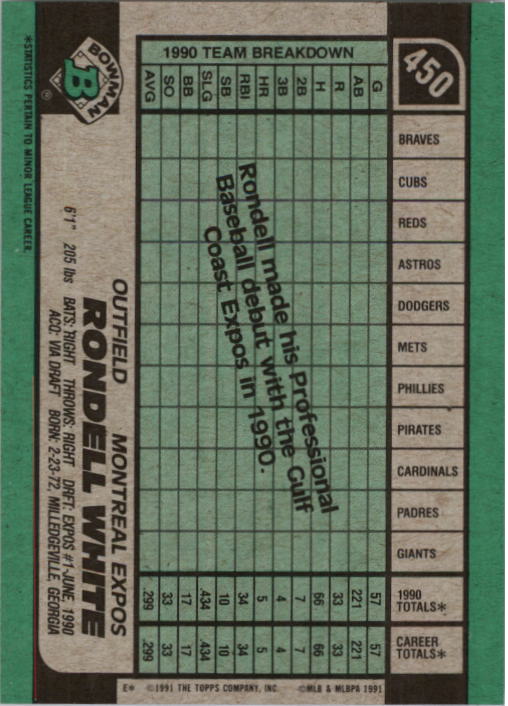 450
BOWMAN
B
®
OUTFIELD MONTREAL EXPOS
RONDELL WHITE
6'1" 205 lbs BATS: RIGHT THROWS: RIGHT DRFT: EXPOS #1-JUNE, 1990
ACQ: VIA DRAFT BORN: 2-23-72, MILLEDGEVILLE, GEORGIA
*STATISTICS PERTAIN TO MINOR LEAGUE CAREER.
1990 TEAM BREAKDOWN
AVG SO BB SLG SB RBI HR 3B 2B H R AB G
BRAVES
CUBS
REDS
ASTROS
DODGERS
METS
PHILLIES
PIRATES
CARDINALS
PADRES
GIANTS
.299 33 17 .434 10 34 5 4 7 66 33 221 57 1990
TOTALS*
.299 33 17 .434 10 34 5 4 7 66 33 221 57 CAREER
TOTALS*
Rondell made his Professional
Baseball debut with the Gulf
Coast Expos in 1990.
E* ©1991 THE TOPPS COMPANY, INC. ©MLB & MLBPA 1991